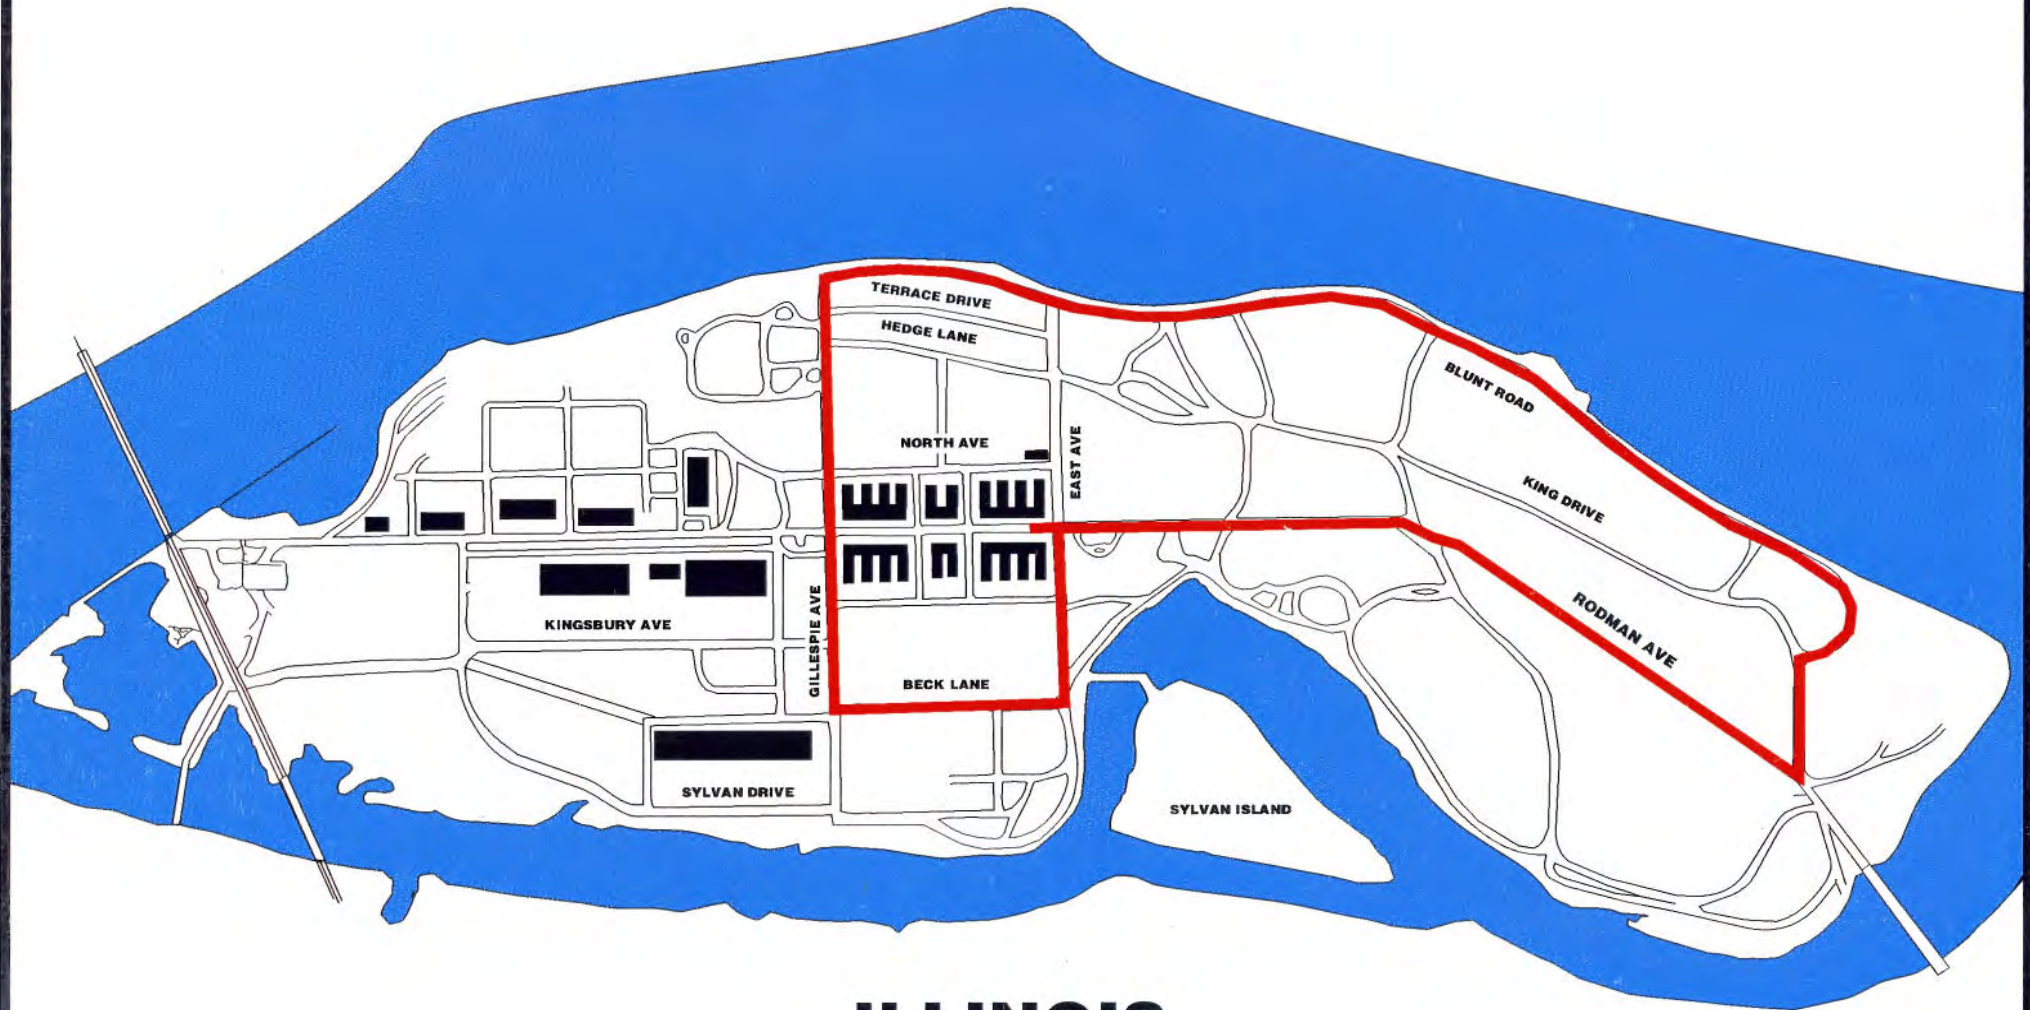 TERRACE DRIVE
HEDGE LANE
BLUNT ROAD
NORTH AVE
EAST AVE
KING DRIVE
GILLESPIE AVE
KINGSBURY AVE
RODMAN AVE
BECK LANE
SYLVAN DRIVE
SYLVAN ISLAND
ILLINOIS